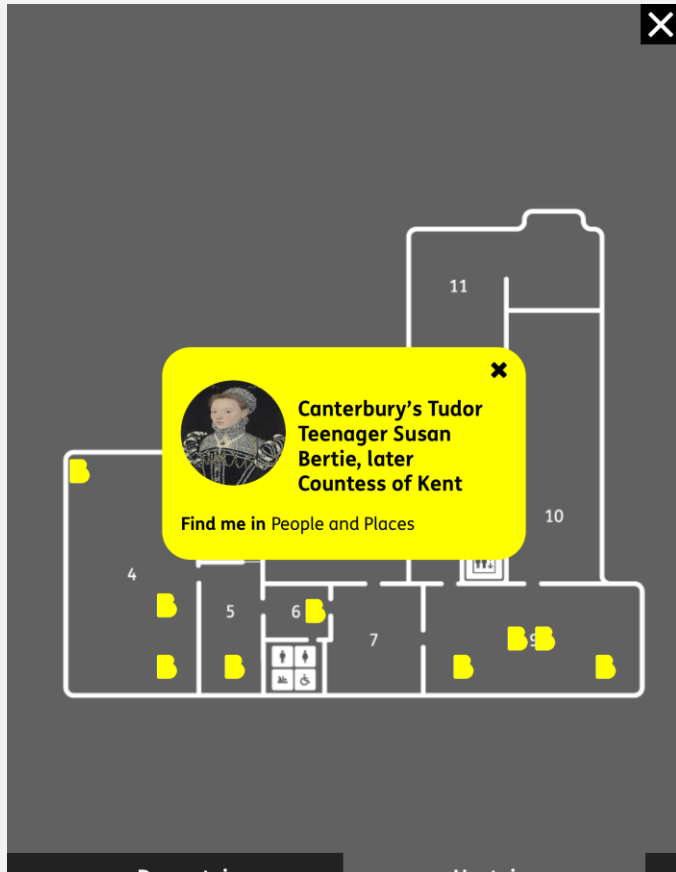 11
Canterbury’s Tudor
Teenager Susan
Bertie, later
Countess of Kent
Find me in People and Places
10
4
5
6
9
7